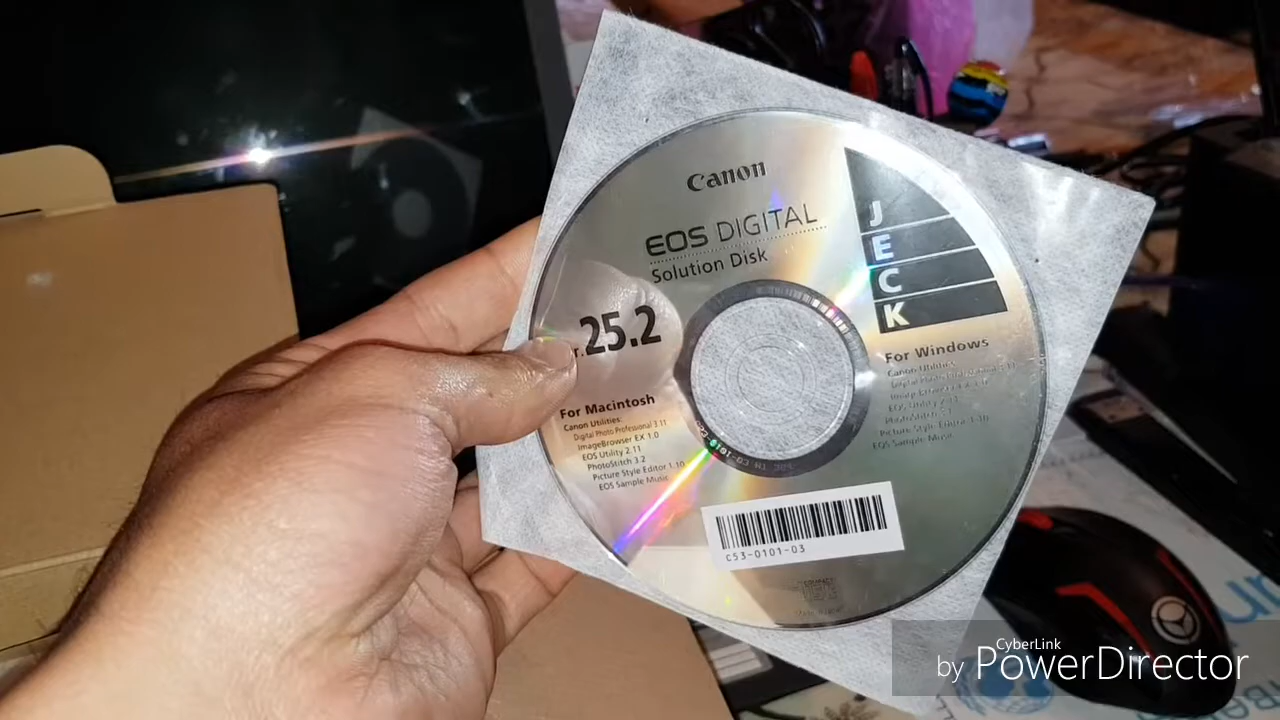 Canon
EOS DIGITAL
Solution Disk
25.2
J
E
C
K
For Macintosh
Canon Utilities:
Digital Photo Professional 3.11
ImageBrowser EX 1.0
EOS Utility 2.11
PhotoStitch 3.2
Picture Style Editor 1.10
EOS Sample Music
For Windows
Canon Utilities
EOS Utility 2.11
PhotoStitch 3.1
Picture Style Editor 1.10
EOS Sample Music
C53-0101-03
CyberLink
by PowerDirector